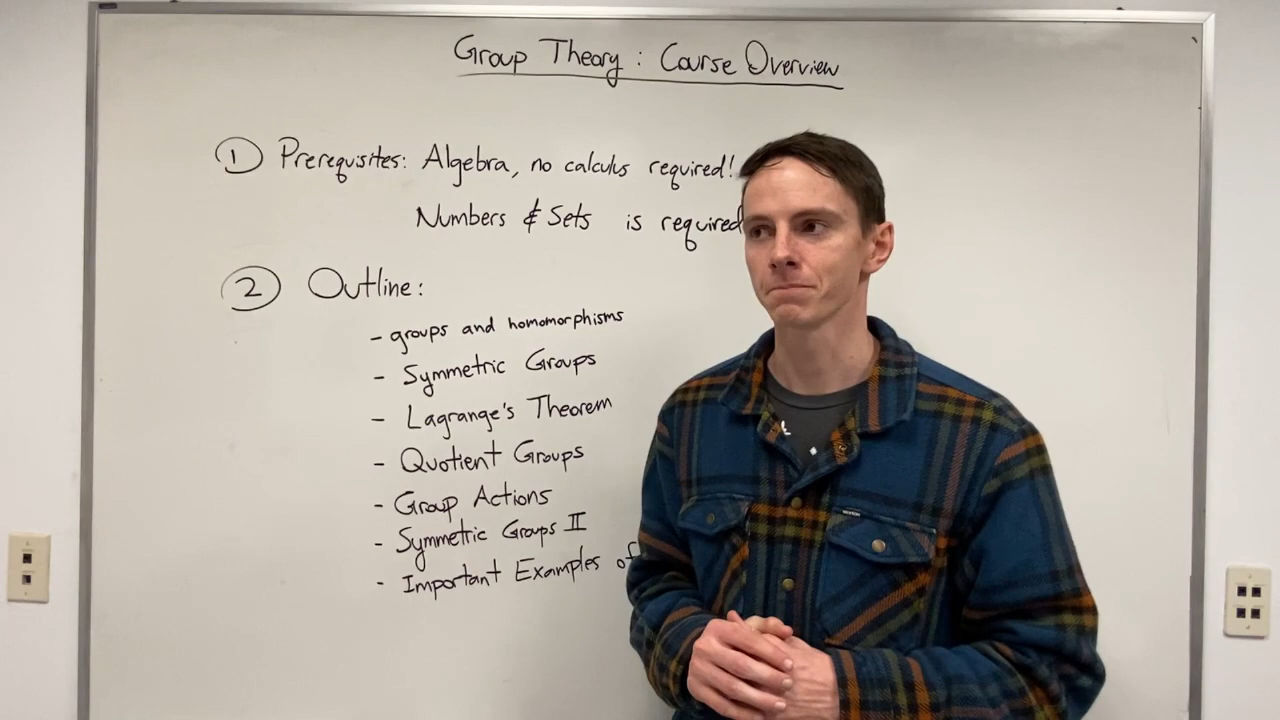 Group Theory : Course Overview
1 Prerequisites: Algebra, no calculus required!
Numbers & Sets is required
2 Outline:
- groups and homomorphisms
- Symmetric Groups
- Lagrange's Theorem
- Quotient Groups
- Group Actions
- Symmetric Groups II
- Important Examples of